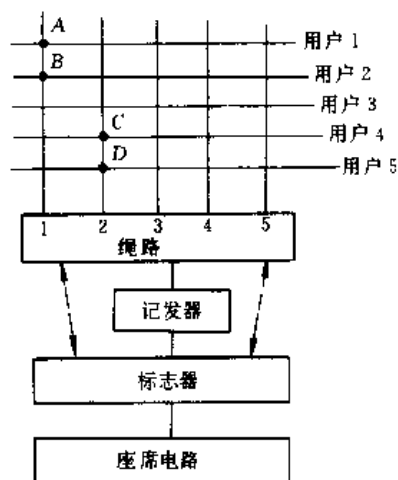 A
用户 1
B
用户 2
用户 3
C
用户 4
D
用户 5
1 2 3 4 5
绳路
记发器
标志器
座席电路